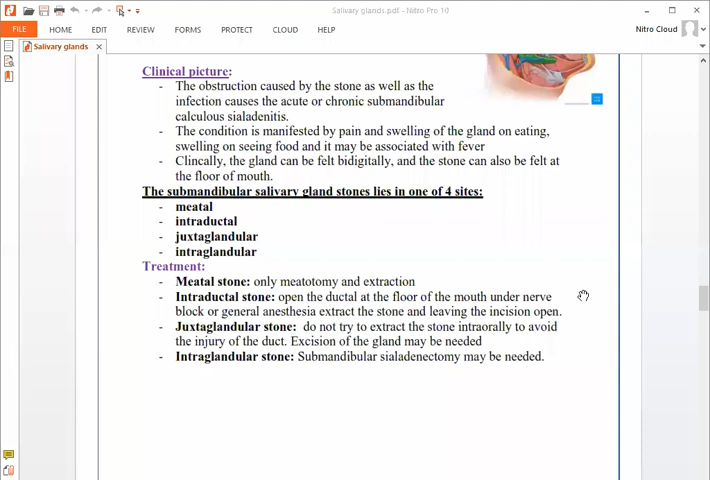 Salivary glands.pdf - Nitro Pro 10
FILE HOME EDIT REVIEW FORMS PROTECT CLOUD HELP Nitro Cloud
Salivary glands
Clinical picture:
- The obstruction caused by the stone as well as the
infection causes the acute or chronic submandibular
calculous sialadenitis.
- The condition is manifested by pain and swelling of the gland on eating,
swelling on seeing food and it may be associated with fever
- Clincally, the gland can be felt bidigitally, and the stone can also be felt at
the floor of mouth.
The submandibular salivary gland stones lies in one of 4 sites:
- meatal
- intraductal
- juxtaglandular
- intraglandular
Treatment:
- Meatal stone: only meatotomy and extraction
- Intraductal stone: open the ductal at the floor of the mouth under nerve
block or general anesthesia extract the stone and leaving the incision open.
- Juxtaglandular stone: do not try to extract the stone intraorally to avoid
the injury of the duct. Excision of the gland may be needed
- Intraglandular stone: Submandibular sialadenectomy may be needed.